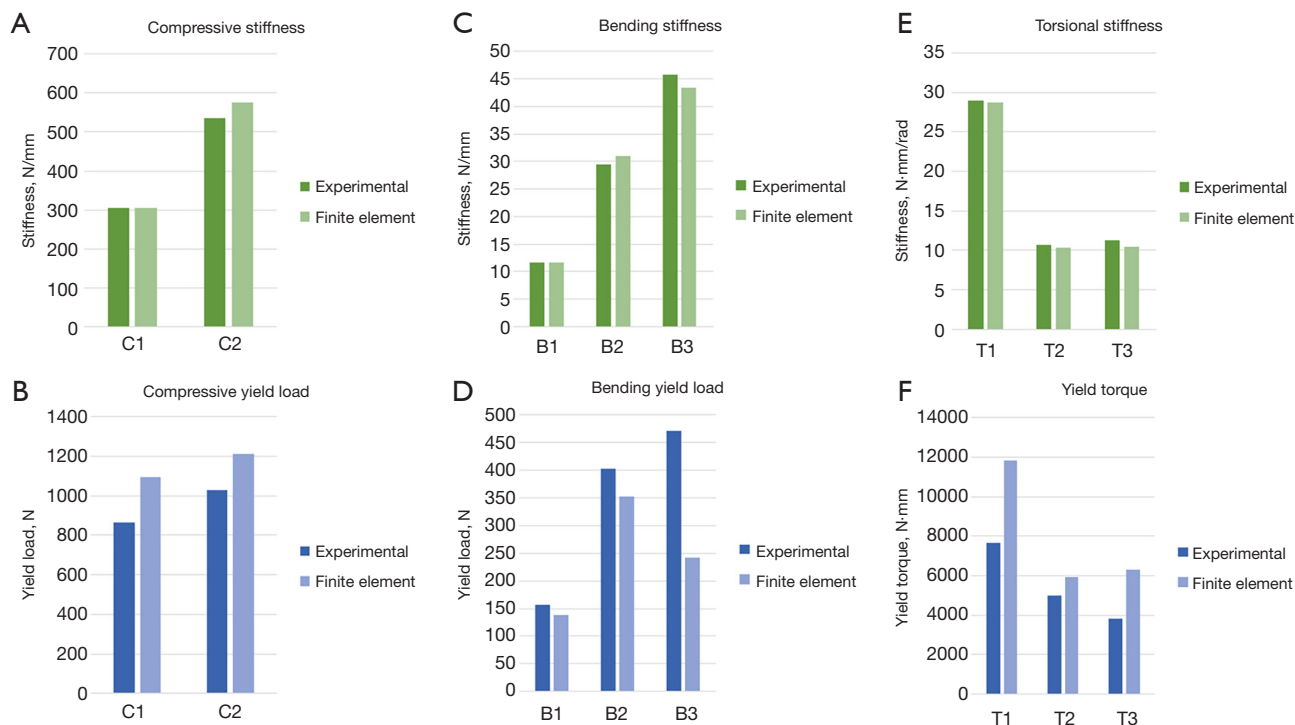 A
Compressive stiffness
700
600
500
400
300
200
100
0
Stiffness, N/mm
C1
C2
Experimental
Finite element
C
Bending stiffness
50
45
40
35
30
25
20
15
10
5
0
Stiffness, N/mm
B1
B2
B3
Experimental
Finite element
E
Torsional stiffness
35
30
25
20
15
10
5
0
Stiffness, N·mm/rad
T1
T2
T3
Experimental
Finite element
B
Compressive yield load
1400
1200
1000
800
600
400
200
0
Yield load, N
C1
C2
Experimental
Finite element
D
Bending yield load
500
450
400
350
300
250
200
150
100
50
0
Yield load, N
B1
B2
B3
Experimental
Finite element
F
Yield torque
14000
12000
10000
8000
6000
4000
2000
0
Yield torque, N·mm
T1
T2
T3
Experimental
Finite element